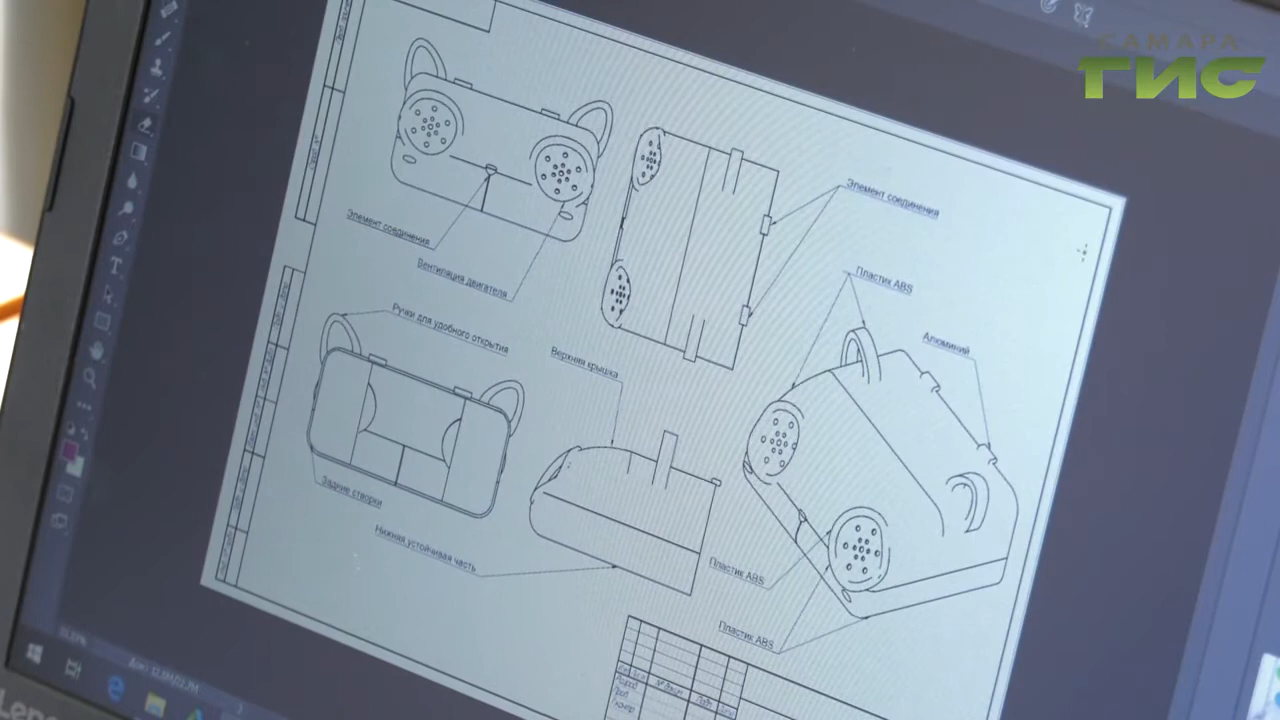 САМАРА
ГИС
Элемент соединения
Элемент соединения
Вентиляция двигателя
Пластик ABS
Ручки для удобного открытия
Алюминий
Верхняя крышка
Задние створки
Нижняя устойчивая часть
Пластик ABS
Пластик ABS
Lenovo